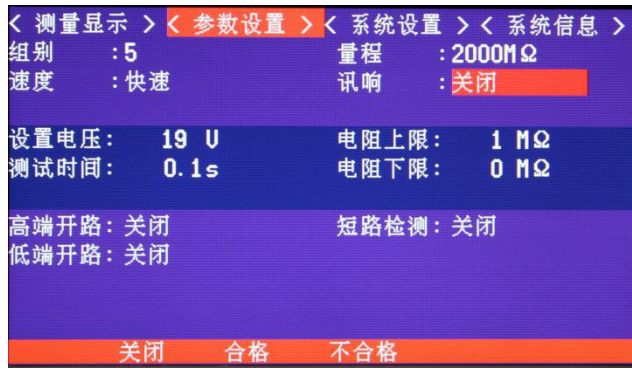 < 测量显示 > < 参数设置 > < 系统设置 > < 系统信息 >
组别 :5 量程 :2000MΩ
速度 :快速 讯响 :关闭
设置电压: 19 V 电阻上限: 1 MΩ
测试时间: 0.1s 电阻下限: 0 MΩ
高端开路:关闭 短路检测:关闭
低端开路:关闭
关闭 合格 不合格